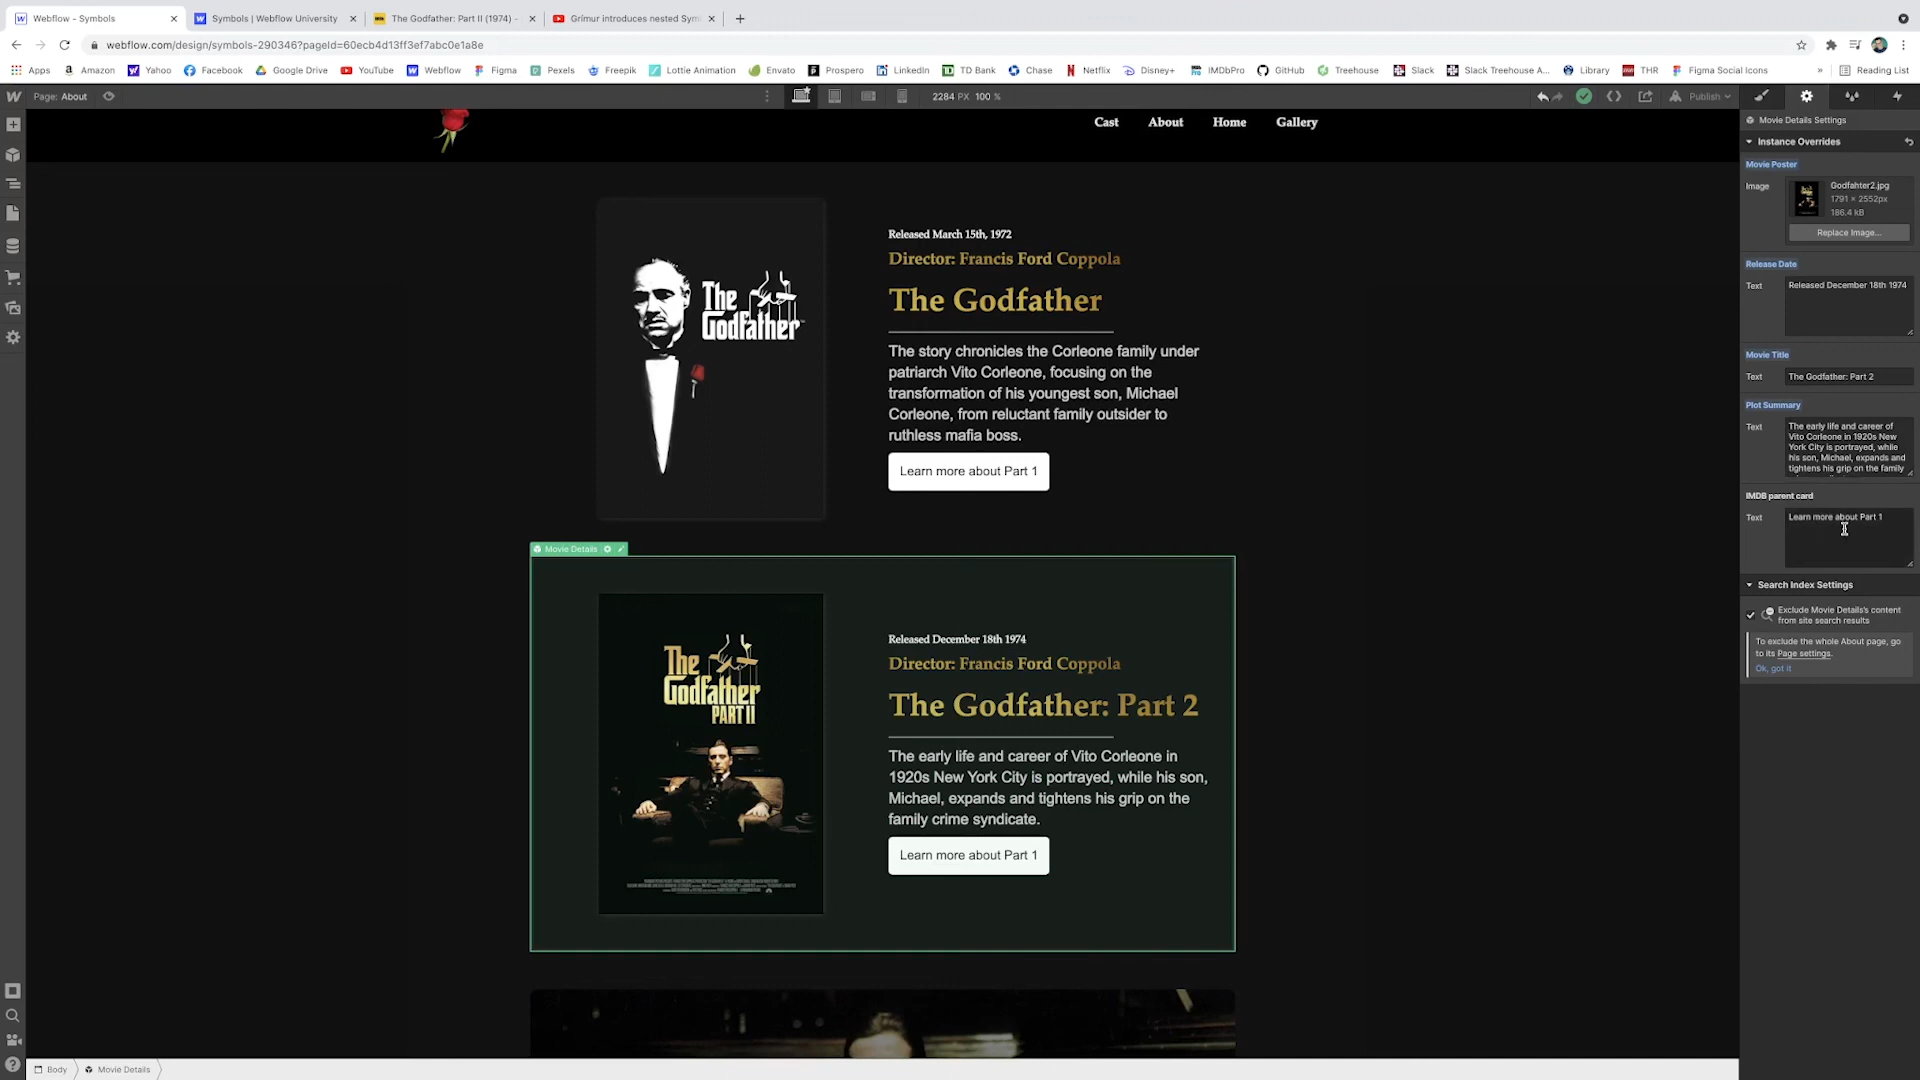 Webflow - Symbols
Symbols | Webflow University
The Godfather: Part II (1974) -
Grímur introduces nested Sym
webflow.com/design/symbols-290346?pageId=60ecb4d13ff3ef7abc0e1a8e
Apps Amazon Yahoo Facebook Google Drive YouTube Webflow Figma Pexels Freepik Lottie Animation Envato Prospero LinkedIn TD Bank Chase Netflix Disney+ IMDbPro GitHub Treehouse Slack Slack Treehouse A... Library THR Figma Social Icons » Reading List
Page: About
2284 PX 100 %
Publish
Cast About Home Gallery
The
Godfather
Released March 15th, 1972
Director: Francis Ford Coppola
The Godfather
The story chronicles the Corleone family under
patriarch Vito Corleone, focusing on the
transformation of his youngest son, Michael
Corleone, from reluctant family outsider to
ruthless mafia boss.
Learn more about Part 1
Movie Details
The
Godfather
PART II
Released December 18th 1974
Director: Francis Ford Coppola
The Godfather: Part 2
The early life and career of Vito Corleone in
1920s New York City is portrayed, while his son,
Michael, expands and tightens his grip on the
family crime syndicate.
Learn more about Part 1
Movie Details Settings
Instance Overrides
Movie Poster
Image
Godfahter2.jpg
1791 × 2552px
186.4 kB
Replace Image...
Release Date
Text Released December 18th 1974
Movie Title
Text The Godfather: Part 2
Plot Summary
Text The early life and career of
Vito Corleone in 1920s New
York City is portrayed, while
his son, Michael, expands and
tightens his grip on the family
IMDB parent card
Text Learn more about Part 1
Search Index Settings
Exclude Movie Details's content
from site search results
To exclude the whole About page, go
to its Page settings.
Ok, got it
Body Movie Details